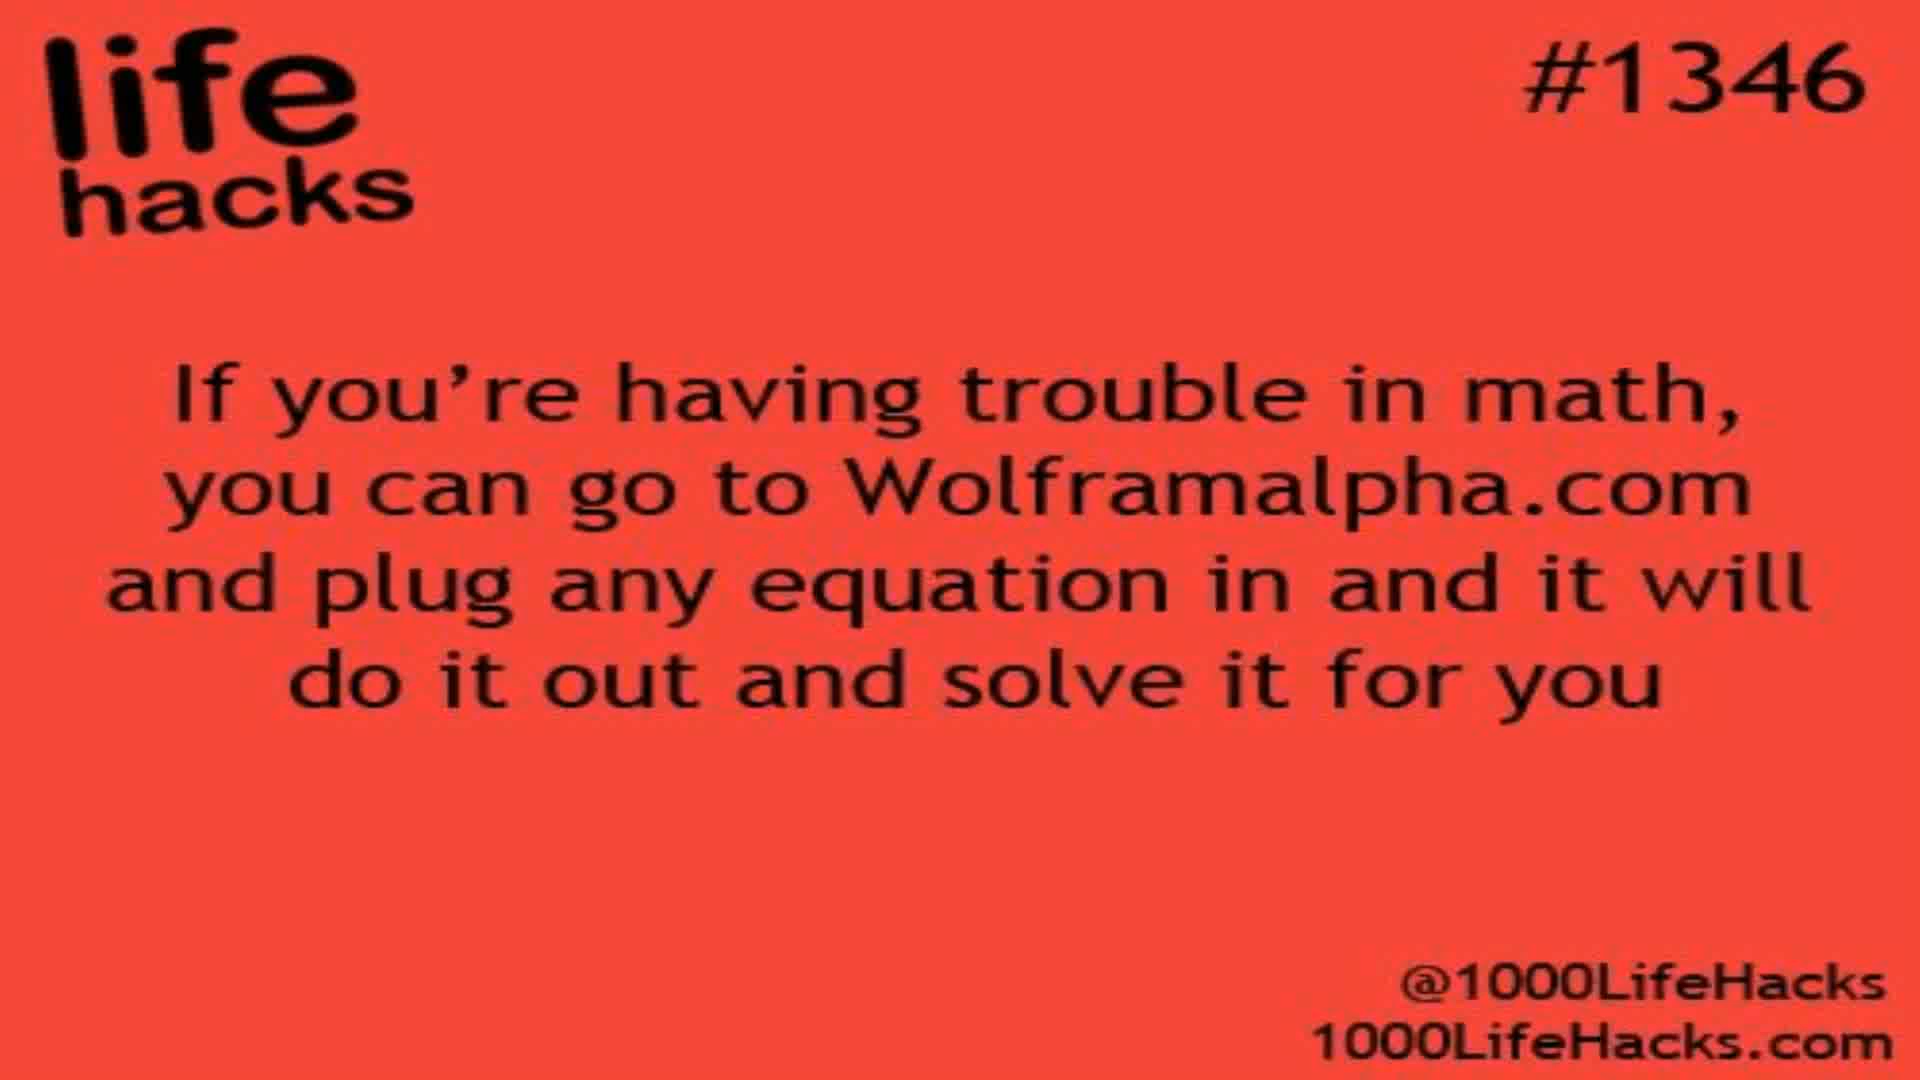 life
hacks
#1346
If you’re having trouble in math,
you can go to Wolframalpha.com
and plug any equation in and it will
do it out and solve it for you
@1000LifeHacks
1000LifeHacks.com